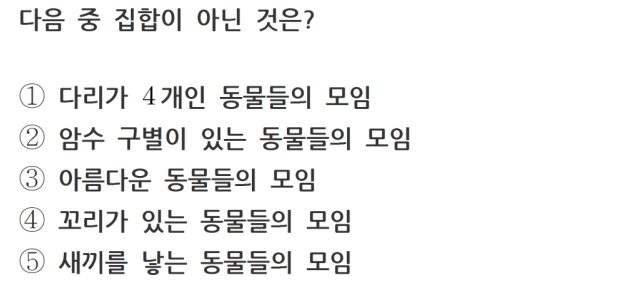 다음 중 집합이 아닌 것은?
① 다리가 4개인 동물들의 모임
② 암수 구별이 있는 동물들의 모임
③ 아름다운 동물들의 모임
④ 꼬리가 있는 동물들의 모임
⑤ 새끼를 낳는 동물들의 모임